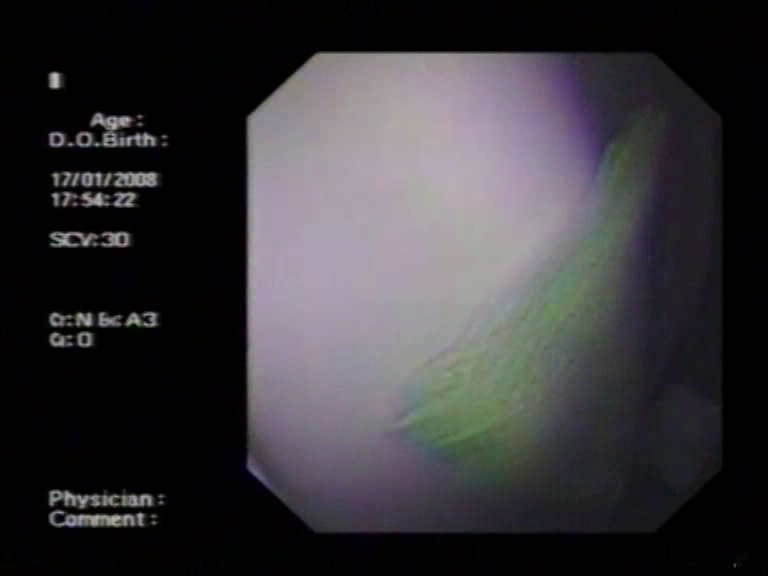 Age:
D.O.Birth:
17/01/2008
17:54:22
SCV:30
Physician:
Comment: